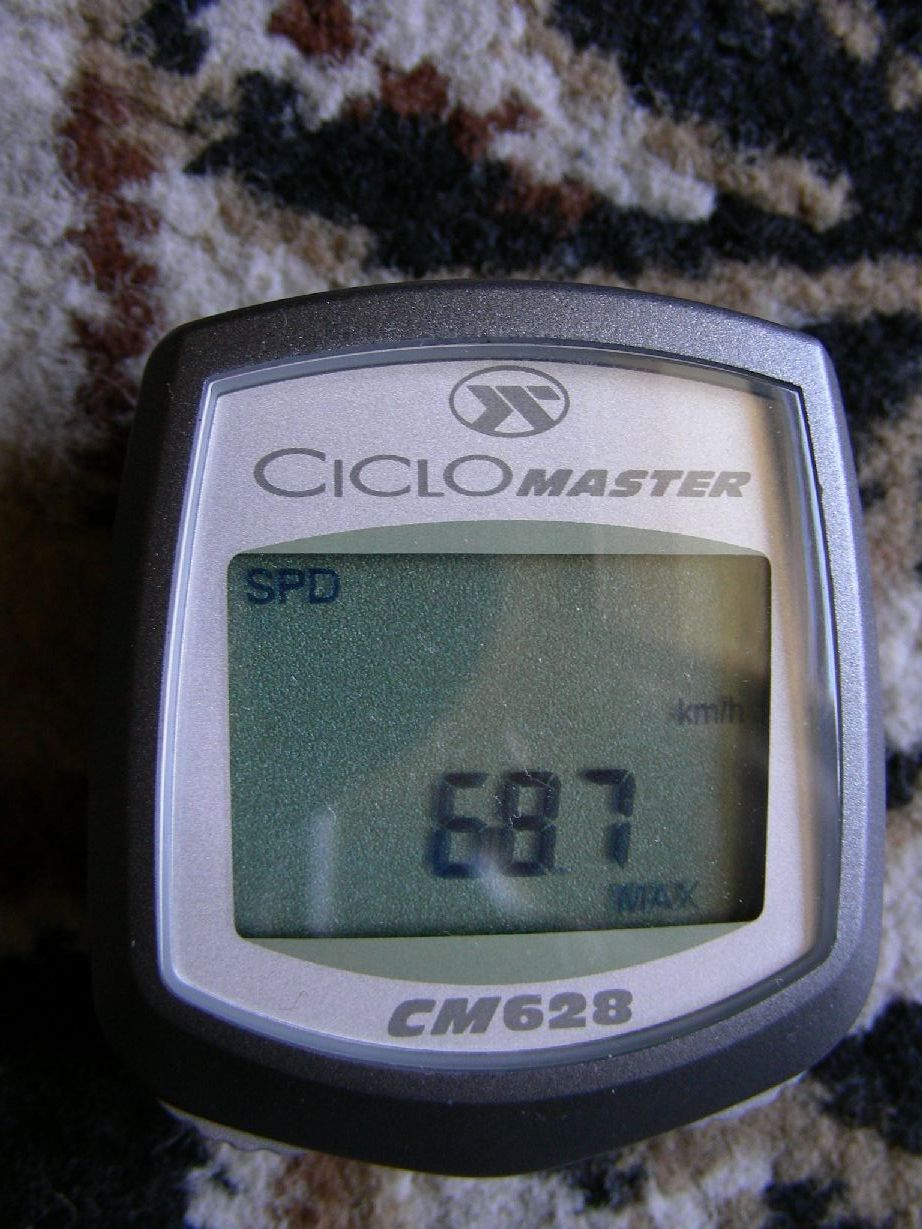 CICLOMASTER
SPD
km/h
68.7
MAX
CM628